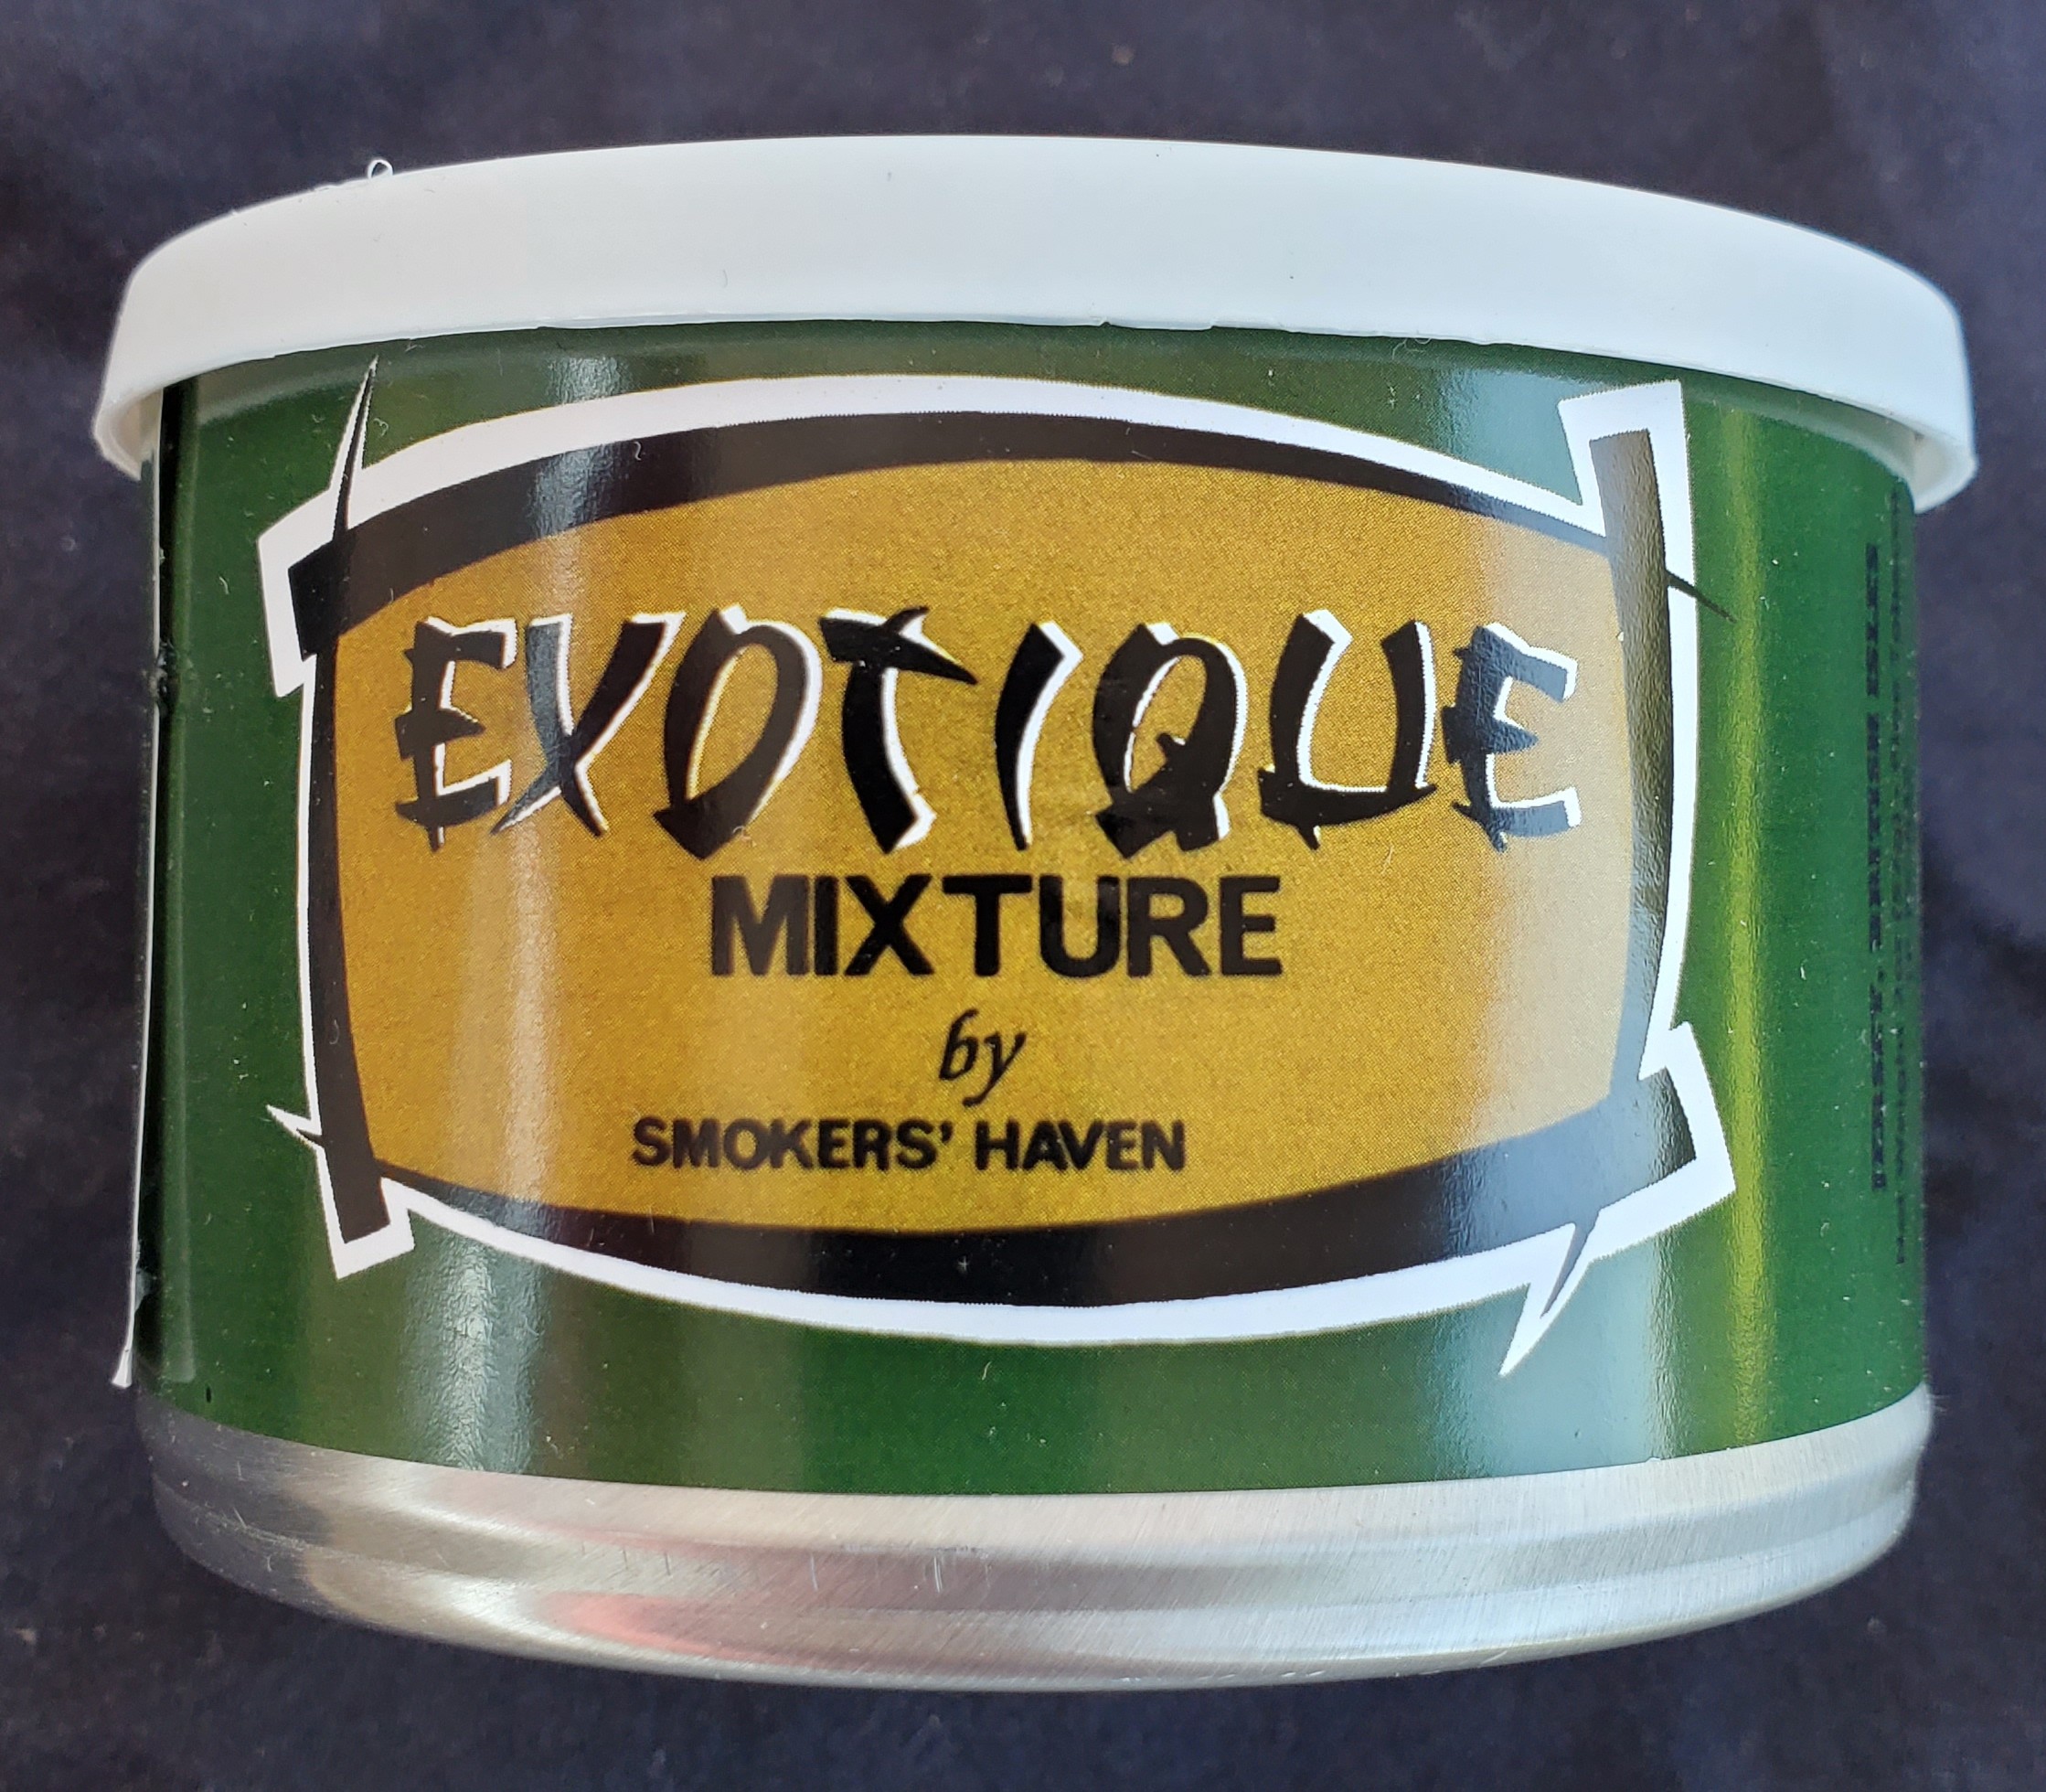 EXOTIQUE
MIXTURE
by
SMOKERS' HAVEN